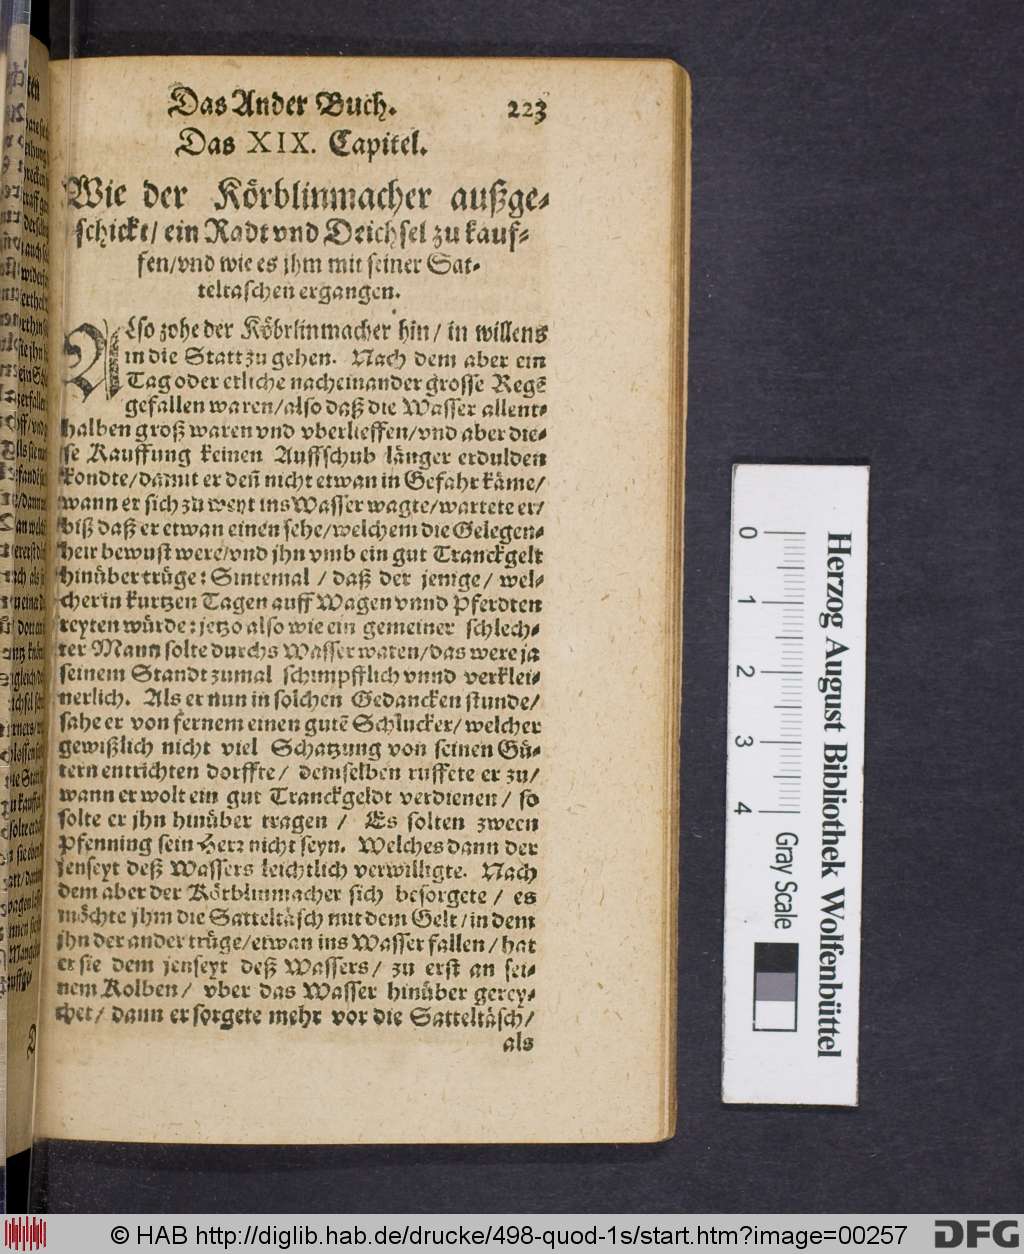 Das Ander Buch. 223
Das XIX. Capitel.
Wie der Körblinmacher außge-
schickt/ ein Radt vnd Deichsel zu kauf-
fen/vnd wie es jhm mit seiner Sat-
teltaschen ergangen.
Also zohe der Köbrlinmacher hin/ in willens
in die Statt zu gehen. Nach dem aber ein
Tag oder etliche nacheinander grosse Regẽ
gefallen waren/also daß die Wasser allent-
halben groß waren vnd vberlieffen/vnd aber die-
se Kauffung keinen Auffschub länger erdulden
kondte/damit er deñ nicht etwan in Gefahr käme/
wann er sich zu weyt ins Wasser wagte/wartete er/
biß daß er etwan einen sehe/welchem die Gelegen-
heit bewust were/vnd jhn vmb ein gut Tranckgelt
hinüber trüge: Sintemal / daß der jenige/ wel-
cher in kurtzen Tagen auff Wagen vnnd Pferdten
reyten würde: jetzo also wie ein gemeiner schlech-
ter Mann solte durchs Wasser waten/das were ja
seinem Standt zumal schimpfflich vnnd verklei-
nerlich. Als er nun in solchen Gedancken stunde/
sahe er von fernem einen gutẽ Schlucker/welcher
gewißlich nicht viel Schatzung von seinen Gü-
tern entrichten dorffte/ demselben ruffete er zu/
wann er wolt ein gut Tranckgeldt verdienen/ so
solte er jhn hinüber tragen / Es solten zween
Pfenning sein Hertz nicht seyn. Welches dann der
jenseyt deß Wassers leichtlich verwilligte. Nach
dem aber der Körblinmacher sich besorgete / es
möchte jhm die Satteltäsch mit dem Gelt/in dem
jhn der ander trüge/etwan ins Wasser fallen/ hat
er sie dem jenseyt deß Wassers/ zu erst an sei-
nem Kolben/ vber das Wasser hinüber gerey-
chet/ dann er sorgete mehr vor die Satteltäsch/
als
0
1
2
3
4
Gray Scale
Herzog August Bibliothek Wolfenbüttel
© HAB http://diglib.hab.de/drucke/498-quod-1s/start.htm?image=00257
DFG